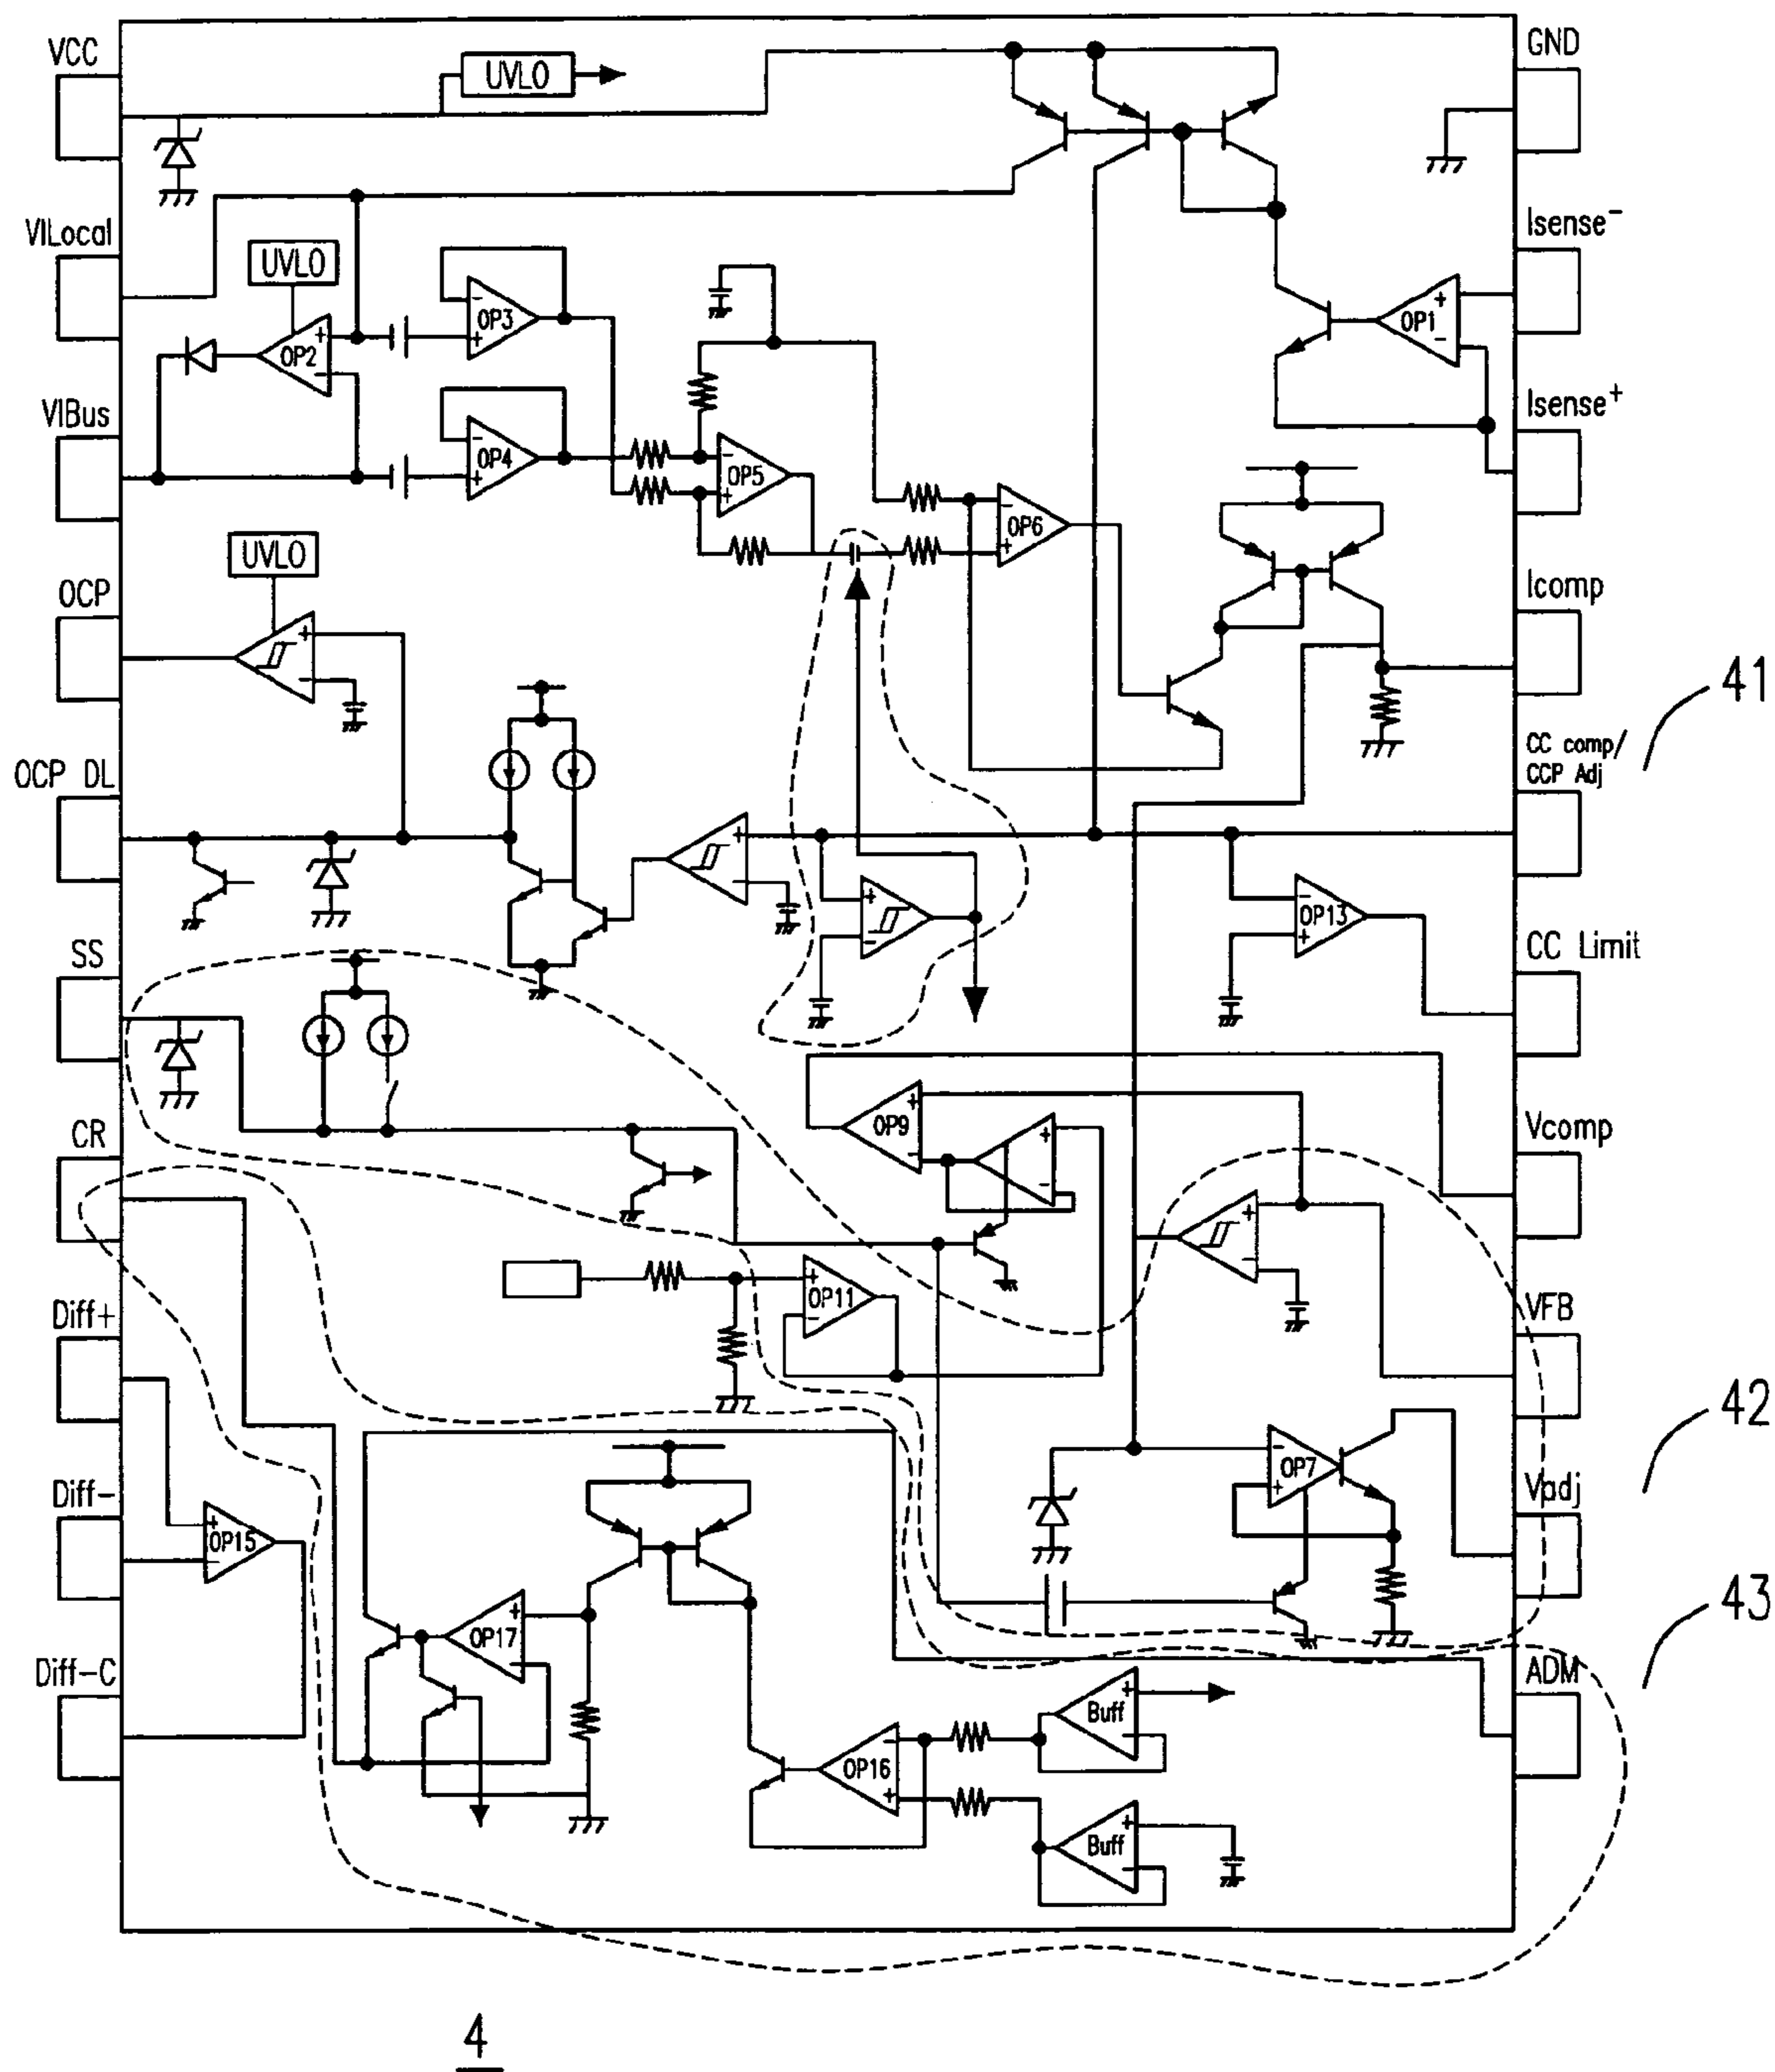 VCC
UVLO
GND
VILocal
UVLO
Isense-
OP3
OP2
OP1
+
-
VIBus
Isense+
OP4
OP5
OP6
OCP
UVLO
Icomp
41
OCP DL
CC comp/
CCP Adj
OP13
SS
CC Limit
CR
OP9
Vcomp
Diff+
OP11
VFB
42
Diff-
OP7
Vadj
OP15
43
OP17
Diff-C
ADM
Buff
OP16
Buff
4